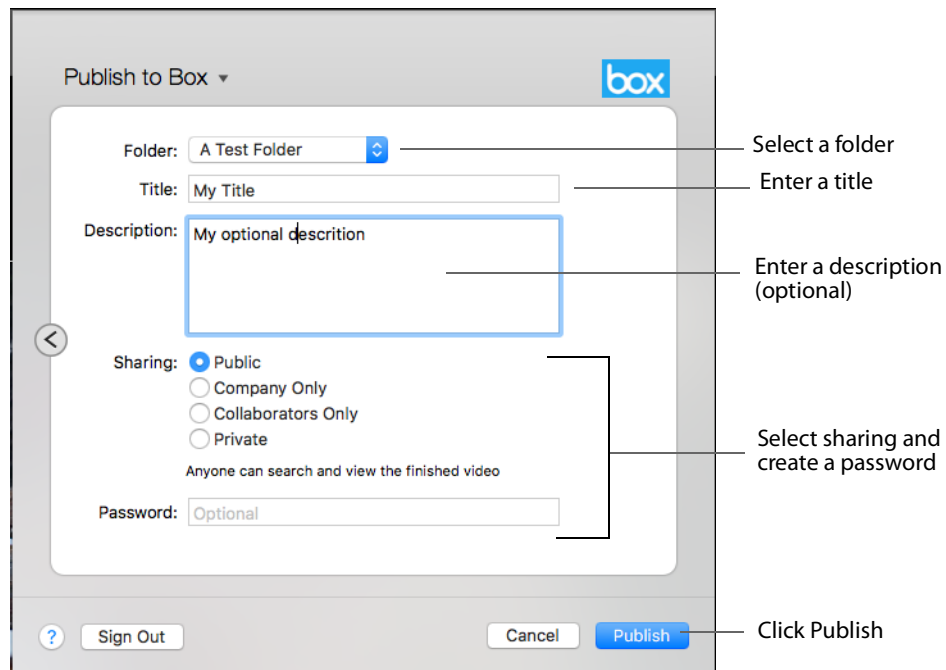 Publish to Box
box
Folder: A Test Folder
Select a folder
Title: My Title
Enter a title
Description: My optional descrition
Enter a description
(optional)
<
Sharing: Public
Company Only
Collaborators Only
Private
Anyone can search and view the finished video
Select sharing and
create a password
Password: Optional
? Sign Out Cancel Publish
Click Publish